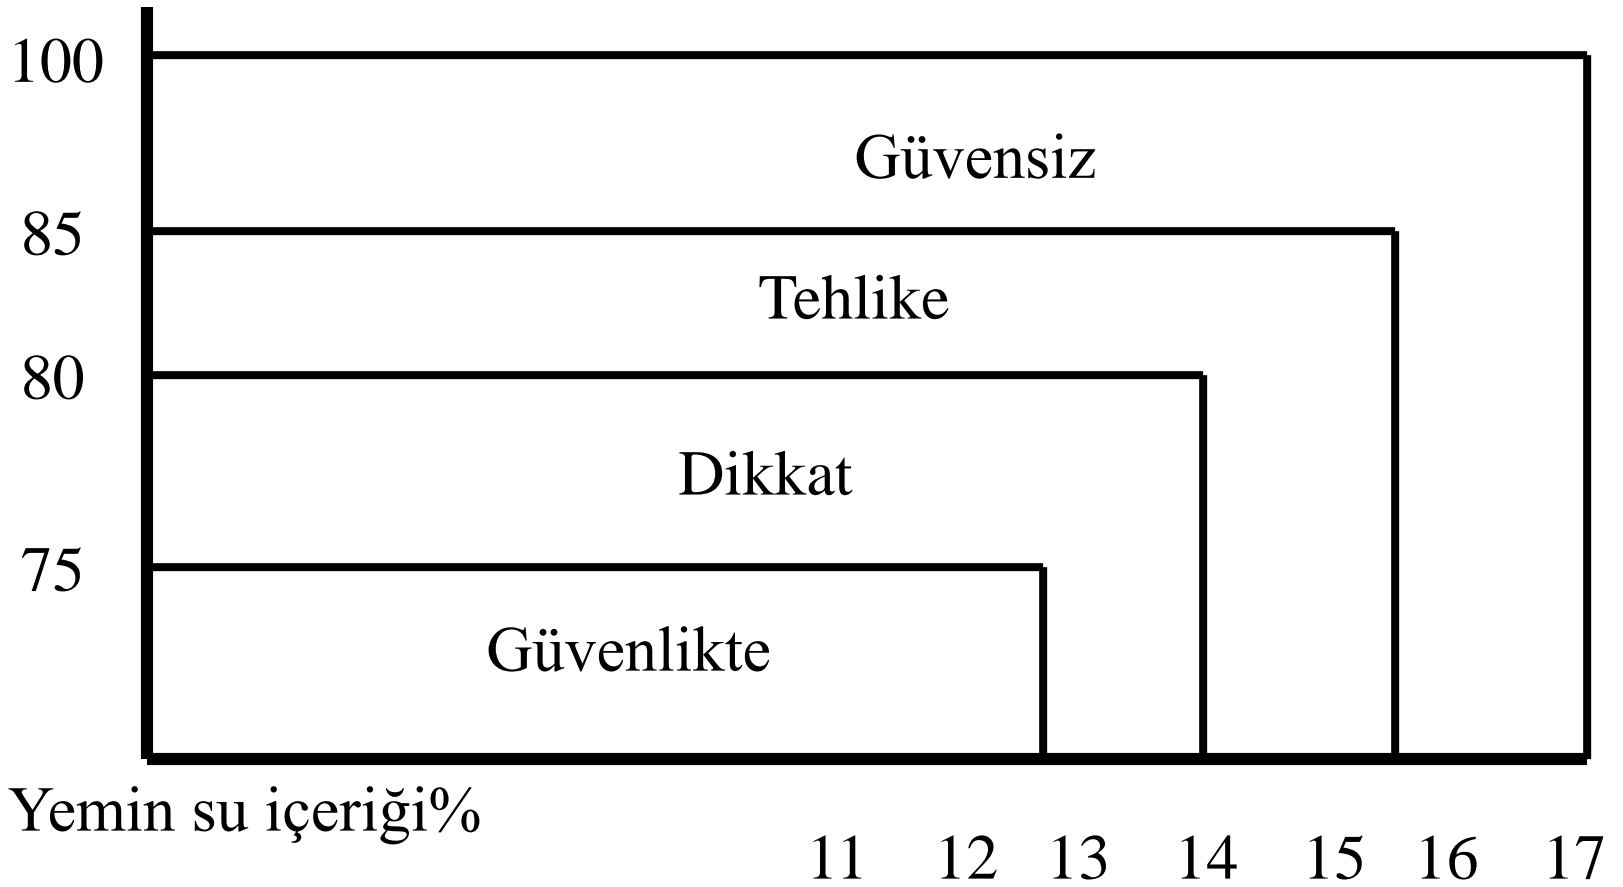 100
Güvensiz
85
Tehlike
80
Dikkat
75
Güvenlikte
Yemin su içeriği%
11 12 13 14 15 16 17